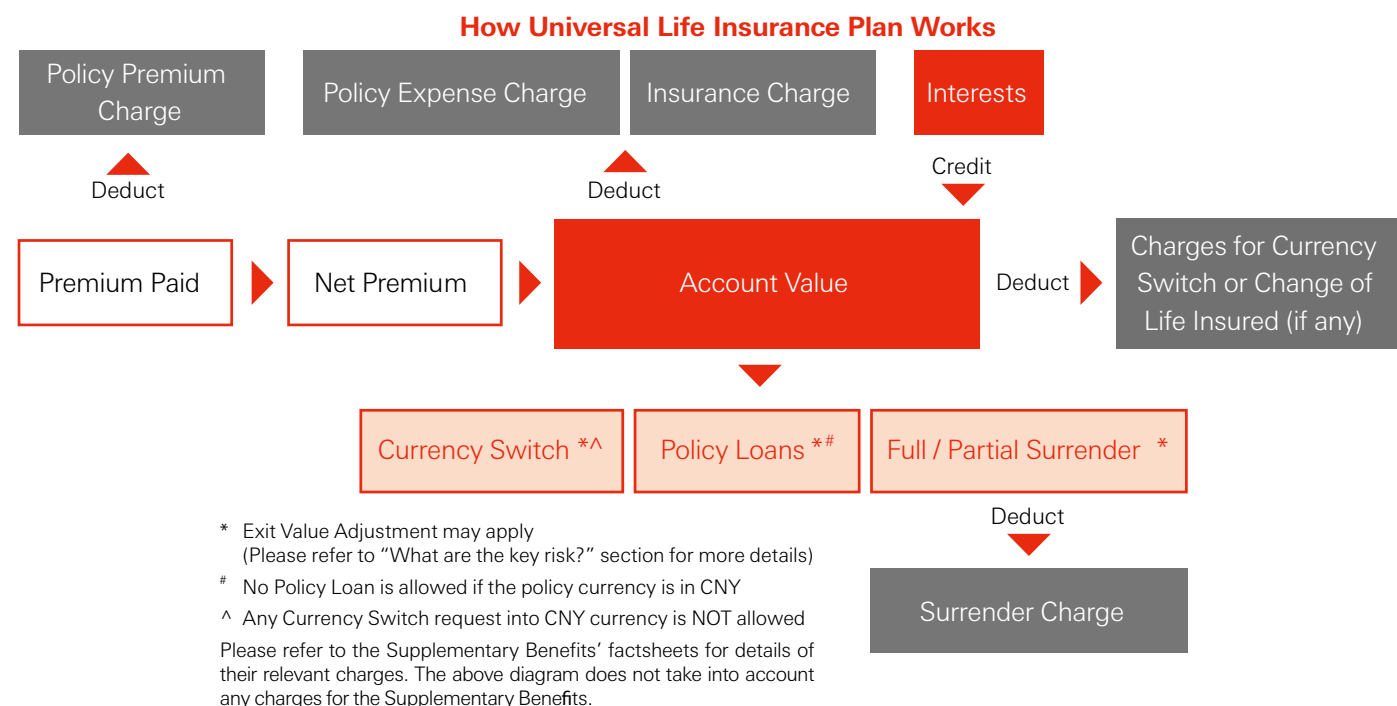 How Universal Life Insurance Plan Works
Policy Premium
Charge
Policy Expense Charge
Insurance Charge
Interests
Deduct
Deduct
Credit
Premium Paid
Net Premium
Account Value
Deduct
Charges for Currency
Switch or Change of
Life Insured (if any)
Currency Switch *^
Policy Loans *#
Full / Partial Surrender *
Deduct
Surrender Charge
* Exit Value Adjustment may apply
(Please refer to “What are the key risk?” section for more details)
# No Policy Loan is allowed if the policy currency is in CNY
^ Any Currency Switch request into CNY currency is NOT allowed
Please refer to the Supplementary Benefits’ factsheets for details of
their relevant charges. The above diagram does not take into account
any charges for the Supplementary Benefits.